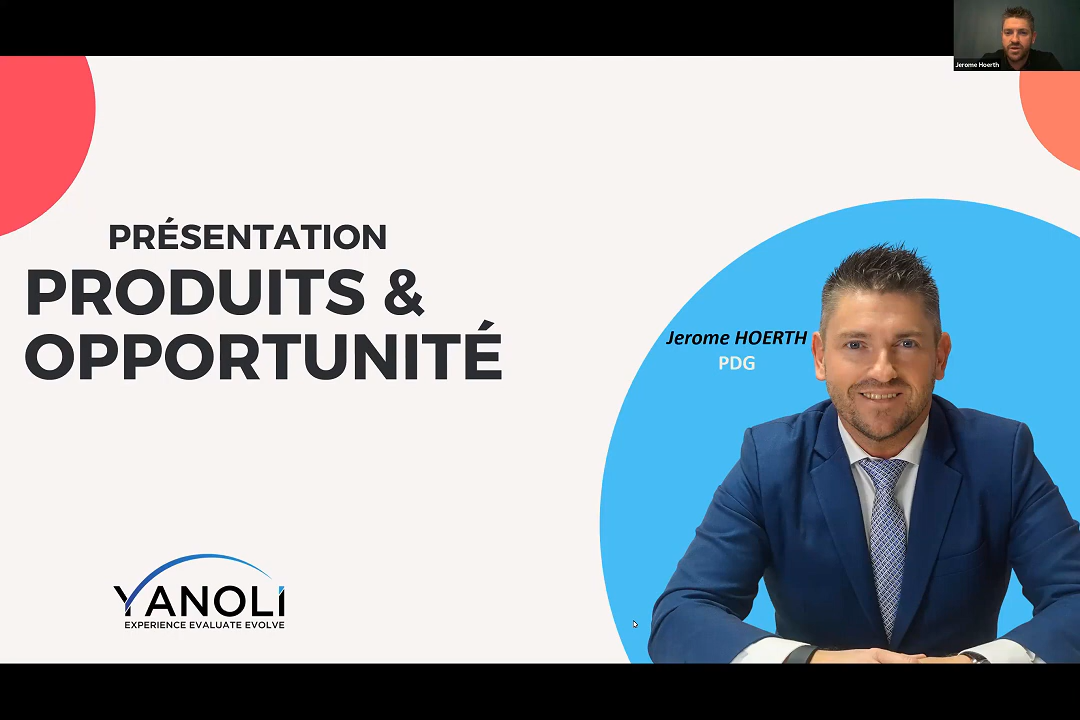 Jerome Hoerth
PRÉSENTATION
PRODUITS &
OPPORTUNITÉ
Jerome HOERTH
PDG
YANOLI
EXPERIENCE EVALUATE EVOLVE